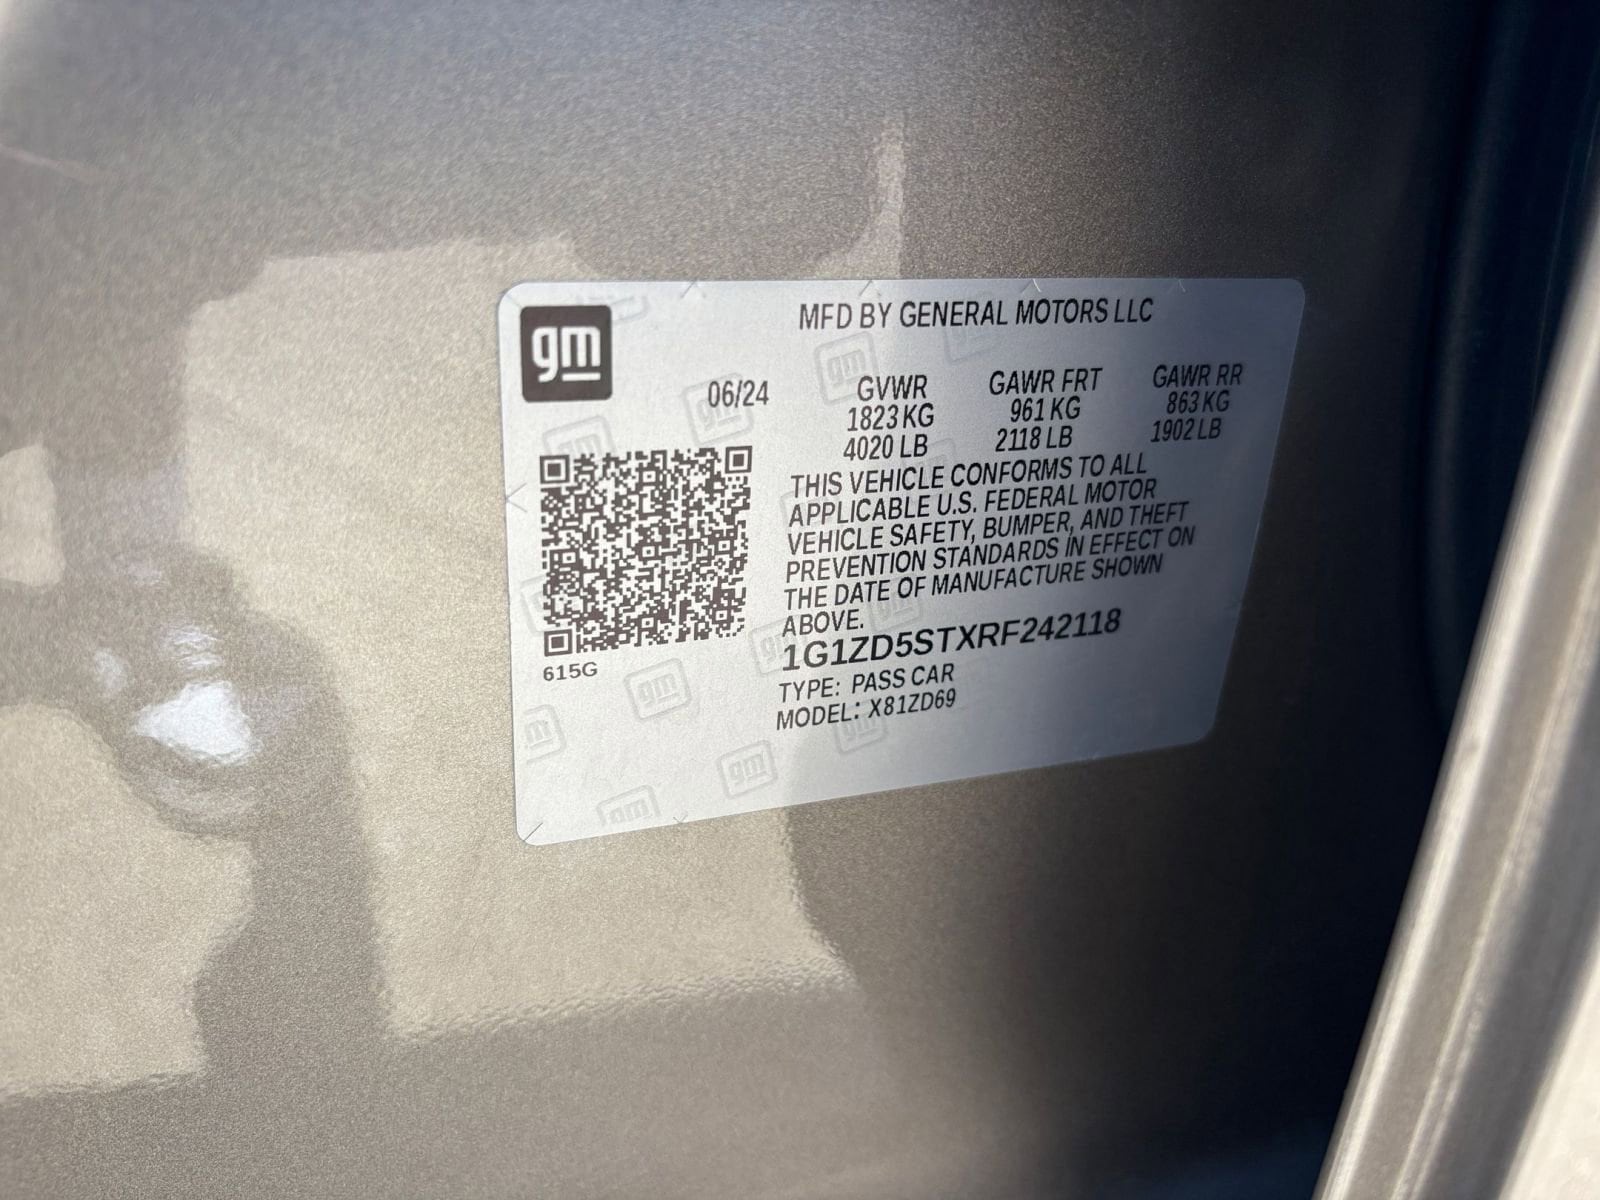 gm
MFD BY GENERAL MOTORS LLC
06/24
GVWR GAWR FRT GAWR RR
1823 KG 961 KG 863 KG
4020 LB 2118 LB 1902 LB
THIS VEHICLE CONFORMS TO ALL
APPLICABLE U.S. FEDERAL MOTOR
VEHICLE SAFETY, BUMPER, AND THEFT
PREVENTION STANDARDS IN EFFECT ON
THE DATE OF MANUFACTURE SHOWN
ABOVE.
1G1ZD5STXRF242118
TYPE: PASS CAR
MODEL: X81ZD69
615G